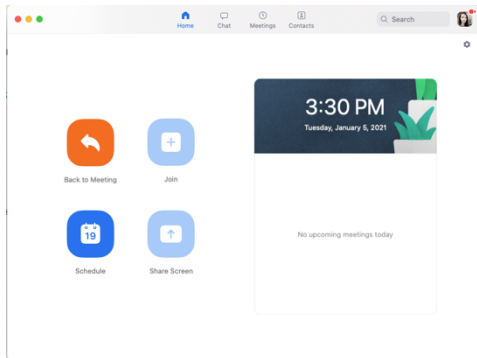 Home Chat Meetings Contacts Search
3:30 PM
Tuesday, January 5, 2021
Back to Meeting Join
No upcoming meetings today
19
Schedule Share Screen